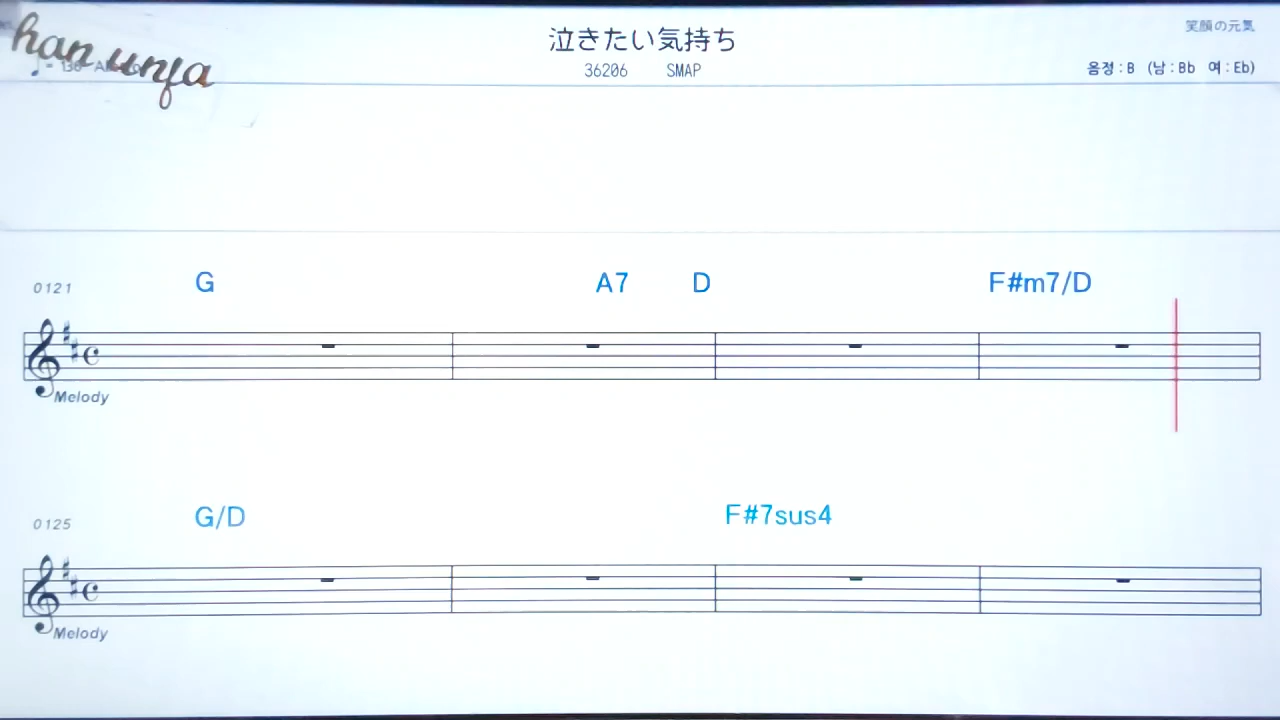 han unja
泣きたい気持ち
笑顔の元気
36206 SMAP
음정 : B (남 : Bb 여 : Eb)
G A7 D F#m7/D
0121
Melody
G/D F#7sus4
0125
Melody